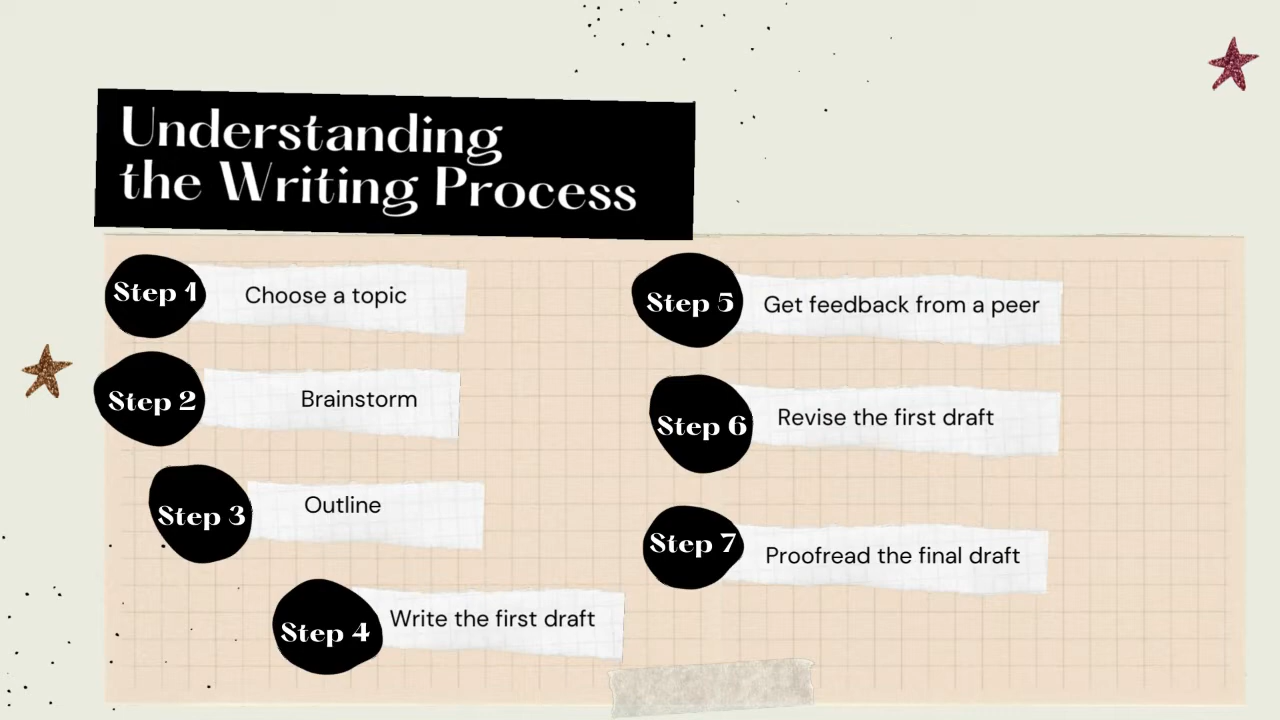 Understanding
the Writing Process
Step 1
Choose a topic
Step 2
Brainstorm
Step 3
Outline
Step 4
Write the first draft
Step 5
Get feedback from a peer
Step 6
Revise the first draft
Step 7
Proofread the final draft